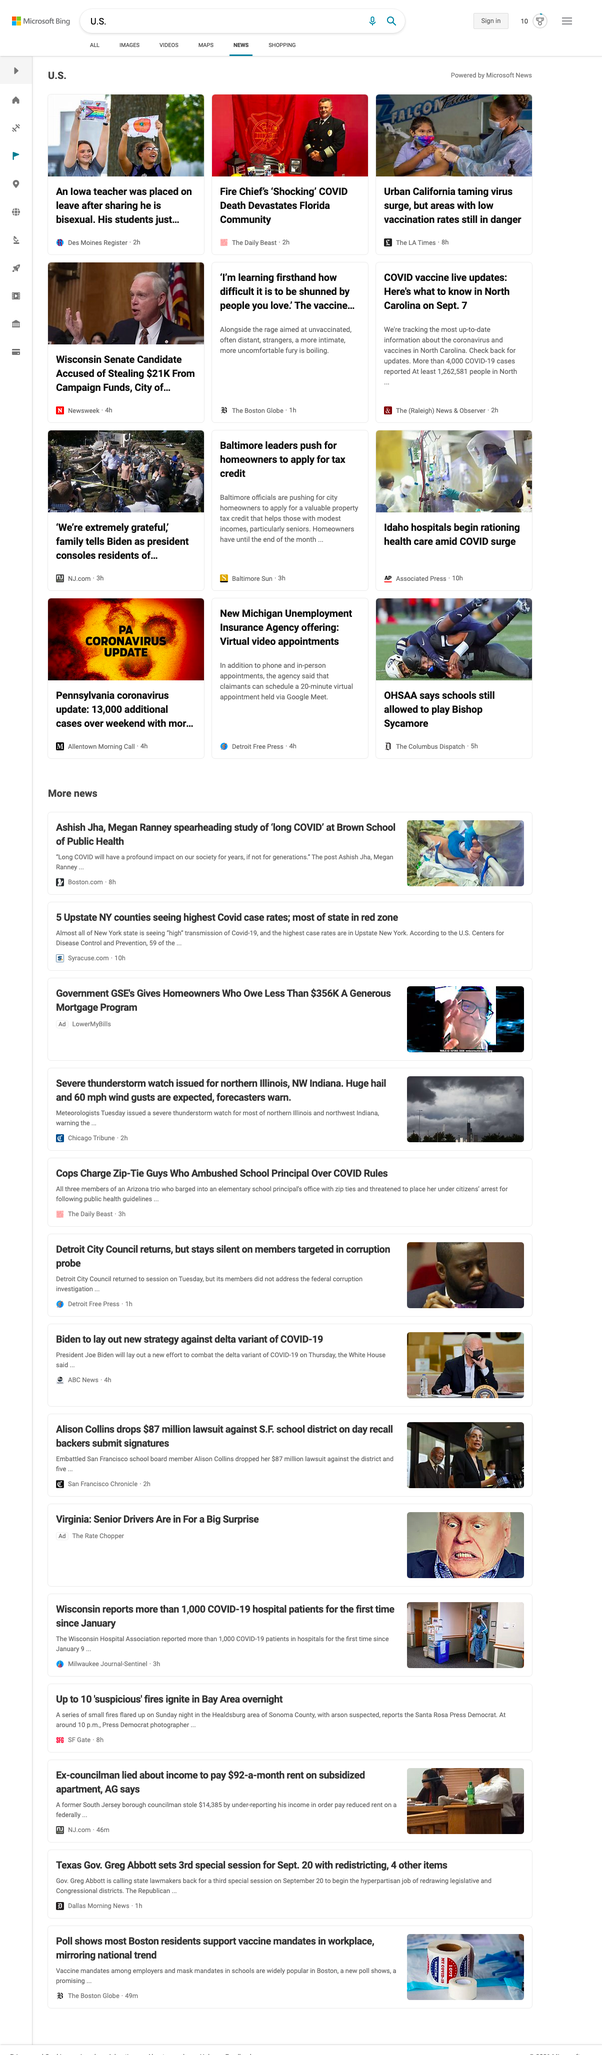 Microsoft Bing
U.S.
Sign in
10
ALL
IMAGES
VIDEOS
MAPS
NEWS
SHOPPING
U.S.
Powered by Microsoft News
An Iowa teacher was placed on
leave after sharing he is
bisexual. His students just...
Des Moines Register · 2h
Fire Chief's 'Shocking' COVID
Death Devastates Florida
Community
The Daily Beast · 2h
FALCON
Urban California taming virus
surge, but areas with low
vaccination rates still in danger
The LA Times · 8h
Wisconsin Senate Candidate
Accused of Stealing $21K From
Campaign Funds, City of...
Newsweek · 4h
'I'm learning firsthand how
difficult it is to be shunned by
people you love.' The vaccine...
Alongside the rage aimed at unvaccinated,
often distant, strangers, a more intimate,
more uncomfortable fury is boiling.
The Boston Globe · 1h
COVID vaccine live updates:
Here's what to know in North
Carolina on Sept. 7
We're tracking the most up-to-date
information about the coronavirus and
vaccines in North Carolina. Check back for
updates. More than 4,000 COVID-19 cases
reported At least 1,262,581 people in North
...
The (Raleigh) News & Observer · 2h
'We're extremely grateful,'
family tells Biden as president
consoles residents of...
NJ.com · 3h
Baltimore leaders push for
homeowners to apply for tax
credit
Baltimore officials are pushing for city
homeowners to apply for a valuable property
tax credit that helps those with modest
incomes, particularly seniors. Homeowners
have until the end of the month ...
Baltimore Sun · 3h
Idaho hospitals begin rationing
health care amid COVID surge
AP
Associated Press · 10h
PA
CORONAVIRUS
UPDATE
Pennsylvania coronavirus
update: 13,000 additional
cases over weekend with mor...
Allentown Morning Call · 4h
New Michigan Unemployment
Insurance Agency offering:
Virtual video appointments
In addition to phone and in-person
appointments, the agency said that
claimants can schedule a 20-minute virtual
appointment held via Google Meet.
Detroit Free Press · 4h
OHSAA says schools still
allowed to play Bishop
Sycamore
The Columbus Dispatch · 5h
More news
Ashish Jha, Megan Ranney spearheading study of 'long COVID' at Brown School
of Public Health
"Long COVID will have a profound impact on our society for years, if not for generations." The post Ashish Jha, Megan
Ranney ...
Boston.com · 8h
5 Upstate NY counties seeing highest Covid case rates; most of state in red zone
Almost all of New York state is seeing "high" transmission of Covid-19, and the highest case rates are in Upstate New York. According to the U.S. Centers for
Disease Control and Prevention, 59 of the ...
Syracuse.com · 10h
Government GSE's Gives Homeowners Who Owe Less Than $356K A Generous
Mortgage Program
Ad LowerMyBills
Severe thunderstorm watch issued for northern Illinois, NW Indiana. Huge hail
and 60 mph wind gusts are expected, forecasters warn.
Meteorologists Tuesday issued a severe thunderstorm watch for most of northern Illinois and northwest Indiana,
warning the ...
Chicago Tribune · 2h
Cops Charge Zip-Tie Guys Who Ambushed School Principal Over COVID Rules
All three members of an Arizona trio who barged into an elementary school principal's office with zip ties and threatened to place her under citizens' arrest for
following public health guidelines ...
The Daily Beast · 3h
Detroit City Council returns, but stays silent on members targeted in corruption
probe
Detroit City Council returned to session on Tuesday, but its members did not address the federal corruption
investigation ...
Detroit Free Press · 1h
Biden to lay out new strategy against delta variant of COVID-19
President Joe Biden will lay out a new effort to combat the delta variant of COVID-19 on Thursday, the White House
said ...
ABC News · 4h
Alison Collins drops $87 million lawsuit against S.F. school district on day recall
backers submit signatures
Embattled San Francisco school board member Alison Collins dropped her $87 million lawsuit against the district and
five ...
San Francisco Chronicle · 2h
Virginia: Senior Drivers Are in For a Big Surprise
Ad The Rate Chopper
Wisconsin reports more than 1,000 COVID-19 hospital patients for the first time
since January
The Wisconsin Hospital Association reported more than 1,000 COVID-19 patients in hospitals for the first time since
January 9 ...
Milwaukee Journal-Sentinel · 3h
Up to 10 'suspicious' fires ignite in Bay Area overnight
A series of small fires flared up on Sunday night in the Healdsburg area of Sonoma County, with arson suspected, reports the Santa Rosa Press Democrat. At
around 10 p.m., Press Democrat photographer ...
SF Gate · 8h
Ex-councilman lied about income to pay $92-a-month rent on subsidized
apartment, AG says
A former South Jersey borough councilman stole $14,385 by under-reporting his income in order pay reduced rent on a
federally ...
NJ.com · 46m
Texas Gov. Greg Abbott sets 3rd special session for Sept. 20 with redistricting, 4 other items
Gov. Greg Abbott is calling state lawmakers back for a third special session on September 20 to begin the hyperpartisan job of redrawing legislative and
Congressional districts. The Republican ...
Dallas Morning News · 1h
Poll shows most Boston residents support vaccine mandates in workplace,
mirroring national trend
Vaccine mandates among employers and mask mandates in schools are widely popular in Boston, a new poll shows, a
promising ...
The Boston Globe · 49m